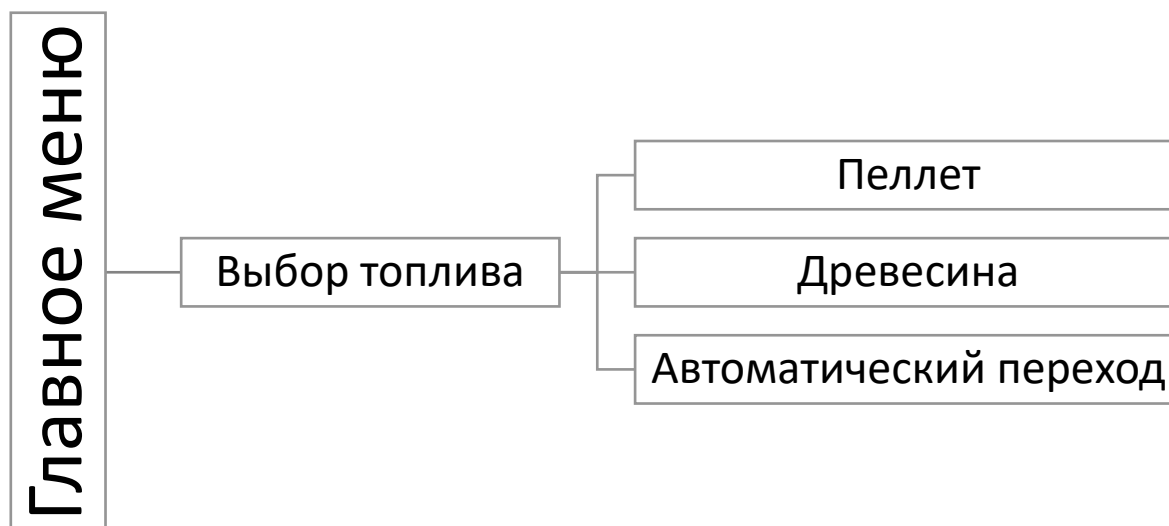 Главное меню
Выбор топлива
Пеллет
Древесина
Автоматический переход